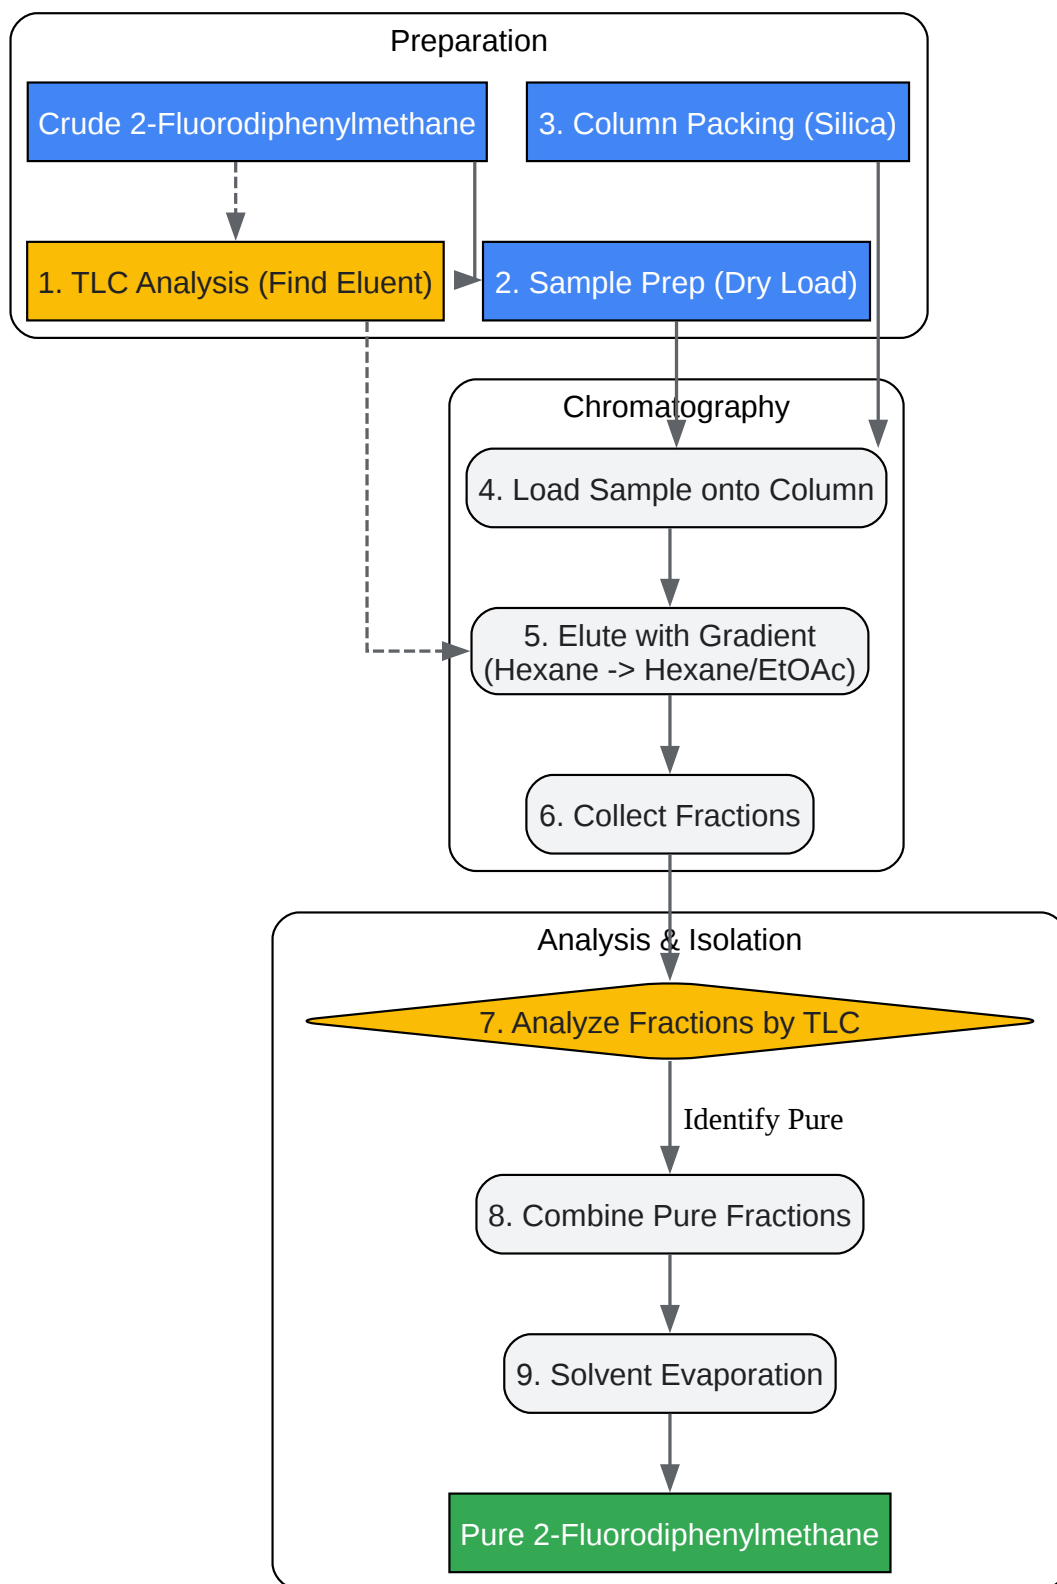 Preparation
Crude 2-Fluorodiphenylmethane
3. Column Packing (Silica)
1. TLC Analysis (Find Eluent)
2. Sample Prep (Dry Load)
Chromatography
4. Load Sample onto Column
5. Elute with Gradient
(Hexane -> Hexane/EtOAc)
6. Collect Fractions
Analysis & Isolation
7. Analyze Fractions by TLC
Identify Pure
8. Combine Pure Fractions
9. Solvent Evaporation
Pure 2-Fluorodiphenylmethane